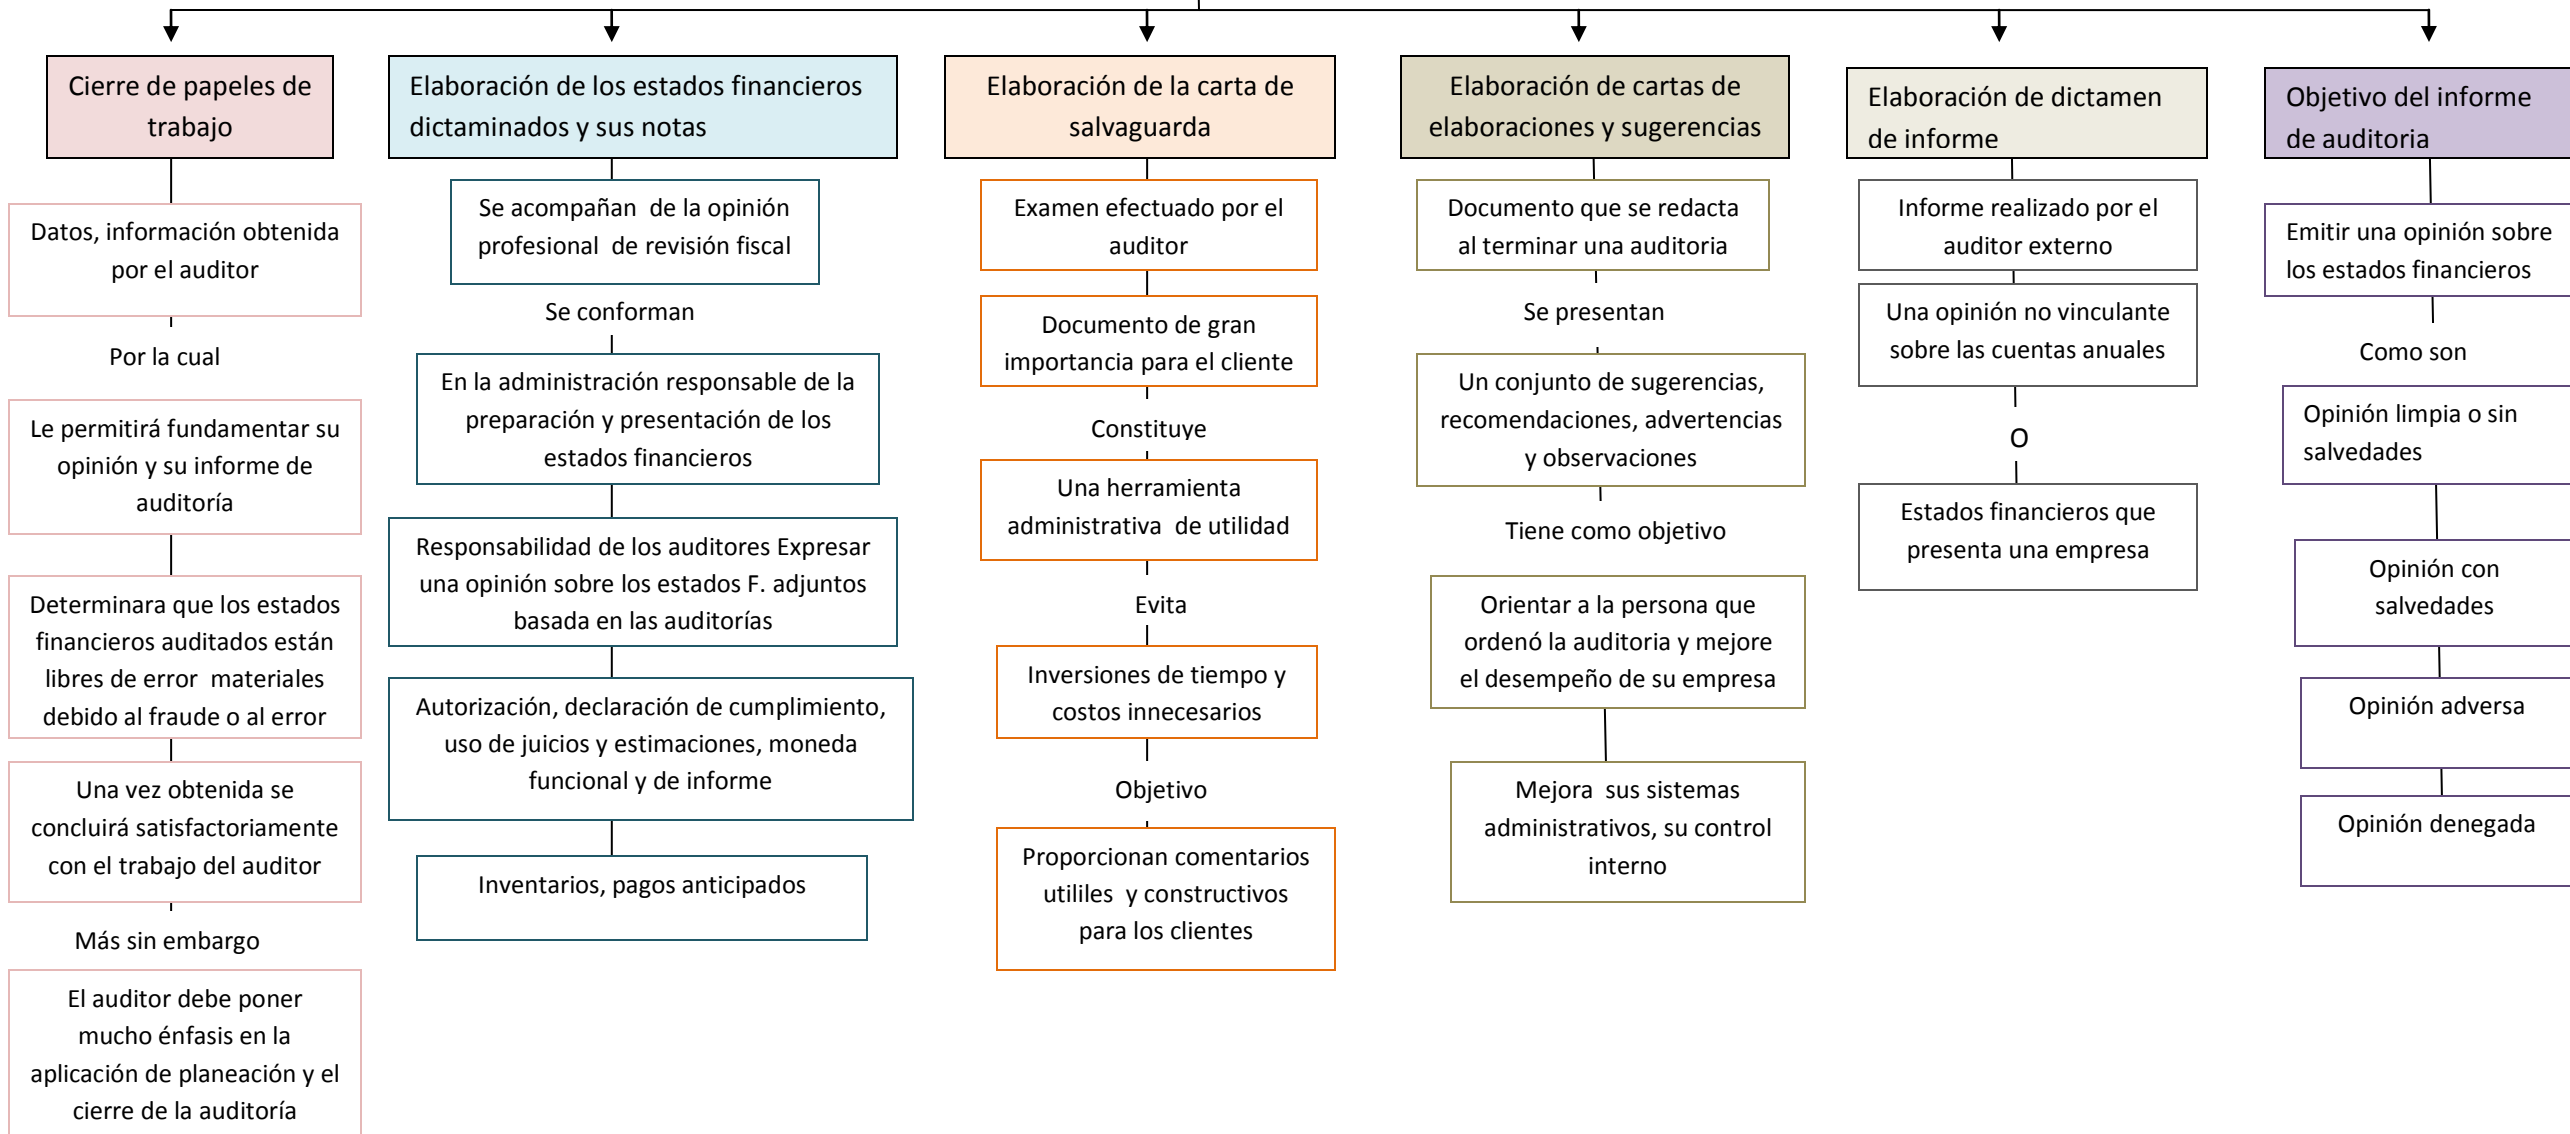 Cierre de papeles de
trabajo
Datos, información obtenida
por el auditor
Por la cual
Le permitirá fundamentar su
opinión y su informe de
auditoría
Determinara que los estados
financieros auditados están
libres de error  materiales
debido al fraude o al error
Una vez obtenida se
concluirá satisfactoriamente
con el trabajo del auditor
Más sin embargo
El auditor debe poner
mucho énfasis en la
aplicación de planeación y el
cierre de la auditoría
Elaboración de los estados financieros
dictaminados y sus notas
Se acompañan  de la opinión
profesional  de revisión fiscal
Se conforman
En la administración responsable de la
preparación y presentación de los
estados financieros
Responsabilidad de los auditores Expresar
una opinión sobre los estados F. adjuntos
basada en las auditorías
Autorización, declaración de cumplimiento,
uso de juicios y estimaciones, moneda
funcional y de informe
Inventarios, pagos anticipados
Elaboración de la carta de
salvaguarda
Examen efectuado por el
auditor
Documento de gran
importancia para el cliente
Constituye
Una herramienta
administrativa  de utilidad
Evita
Inversiones de tiempo y
costos innecesarios
Objetivo
Proporcionan comentarios
utililes  y constructivos
para los clientes
Elaboración de cartas de
elaboraciones y sugerencias
Documento que se redacta
al terminar una auditoria
Se presentan
Un conjunto de sugerencias,
recomendaciones, advertencias
y observaciones
Tiene como objetivo
Orientar a la persona que
ordenó la auditoria y mejore
el desempeño de su empresa
Mejora  sus sistemas
administrativos, su control
interno
Elaboración de dictamen
de informe
Informe realizado por el
auditor externo
Una opinión no vinculante
sobre las cuentas anuales
O
Estados financieros que
presenta una empresa
Objetivo del informe
de auditoria
Emitir una opinión sobre
los estados financieros
Como son
Opinión limpia o sin
salvedades
Opinión con
salvedades
Opinión adversa
Opinión denegada